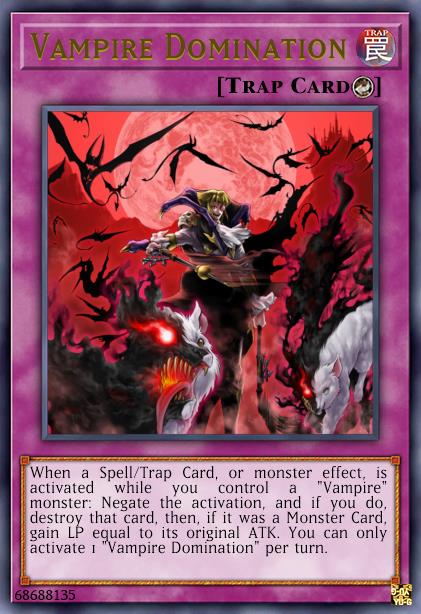 VAMPIRE DOMINATION
TRAP
罠
[TRAP CARD]
When a Spell/Trap Card, or monster effect, is
activated while you control a "Vampire"
monster: Negate the activation, and if you do,
destroy that card, then, if it was a Monster Card,
gain LP equal to its original ATK. You can only
activate 1 "Vampire Domination" per turn.
68688135